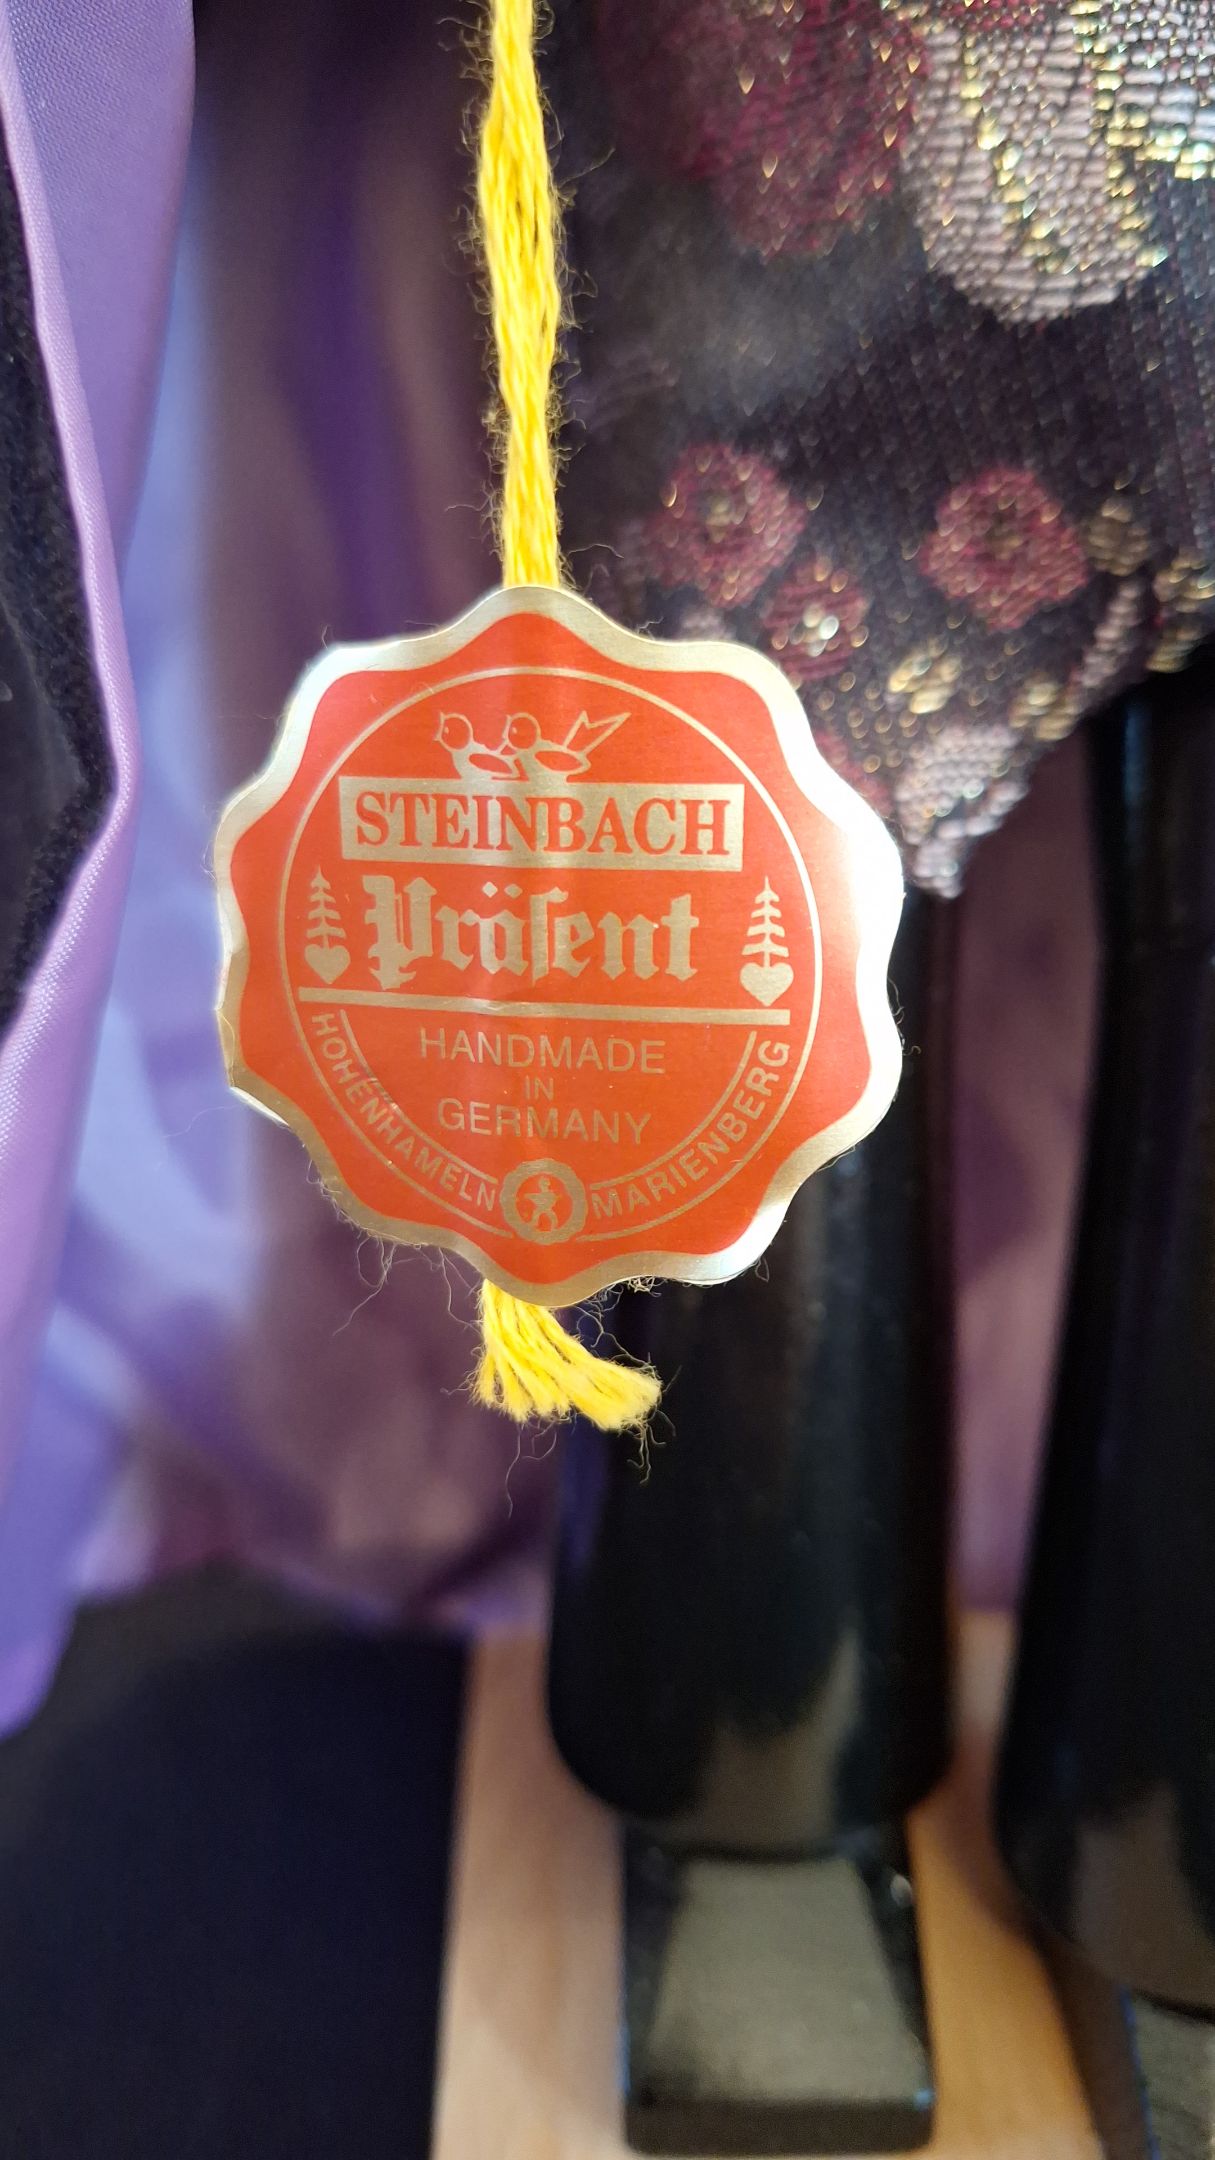 STEINBACH
Präſent
HANDMADE
IN
GERMANY
HOHENHAMELN
MARIENBERG